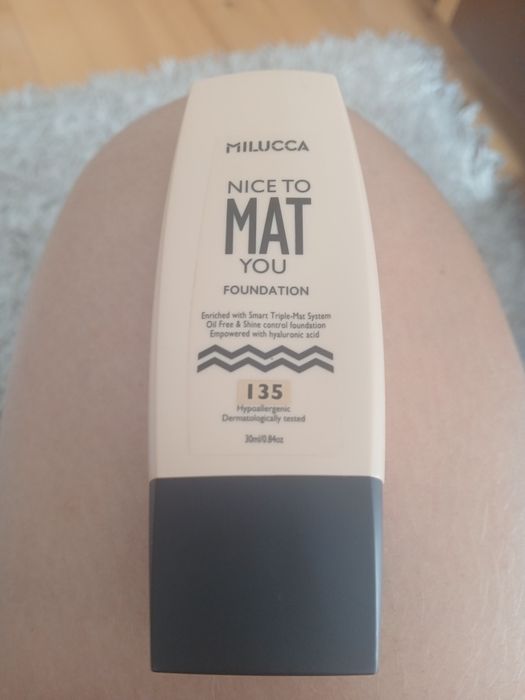 MILUCCA
NICE TO
MAT
YOU
FOUNDATION
Enriched with Smart Triple-Mat System
Oil Free & Shine control foundation
Empowered with hyaluronic acid
135
Hypoallergenic
Dermatologically tested
30ml/0.84oz